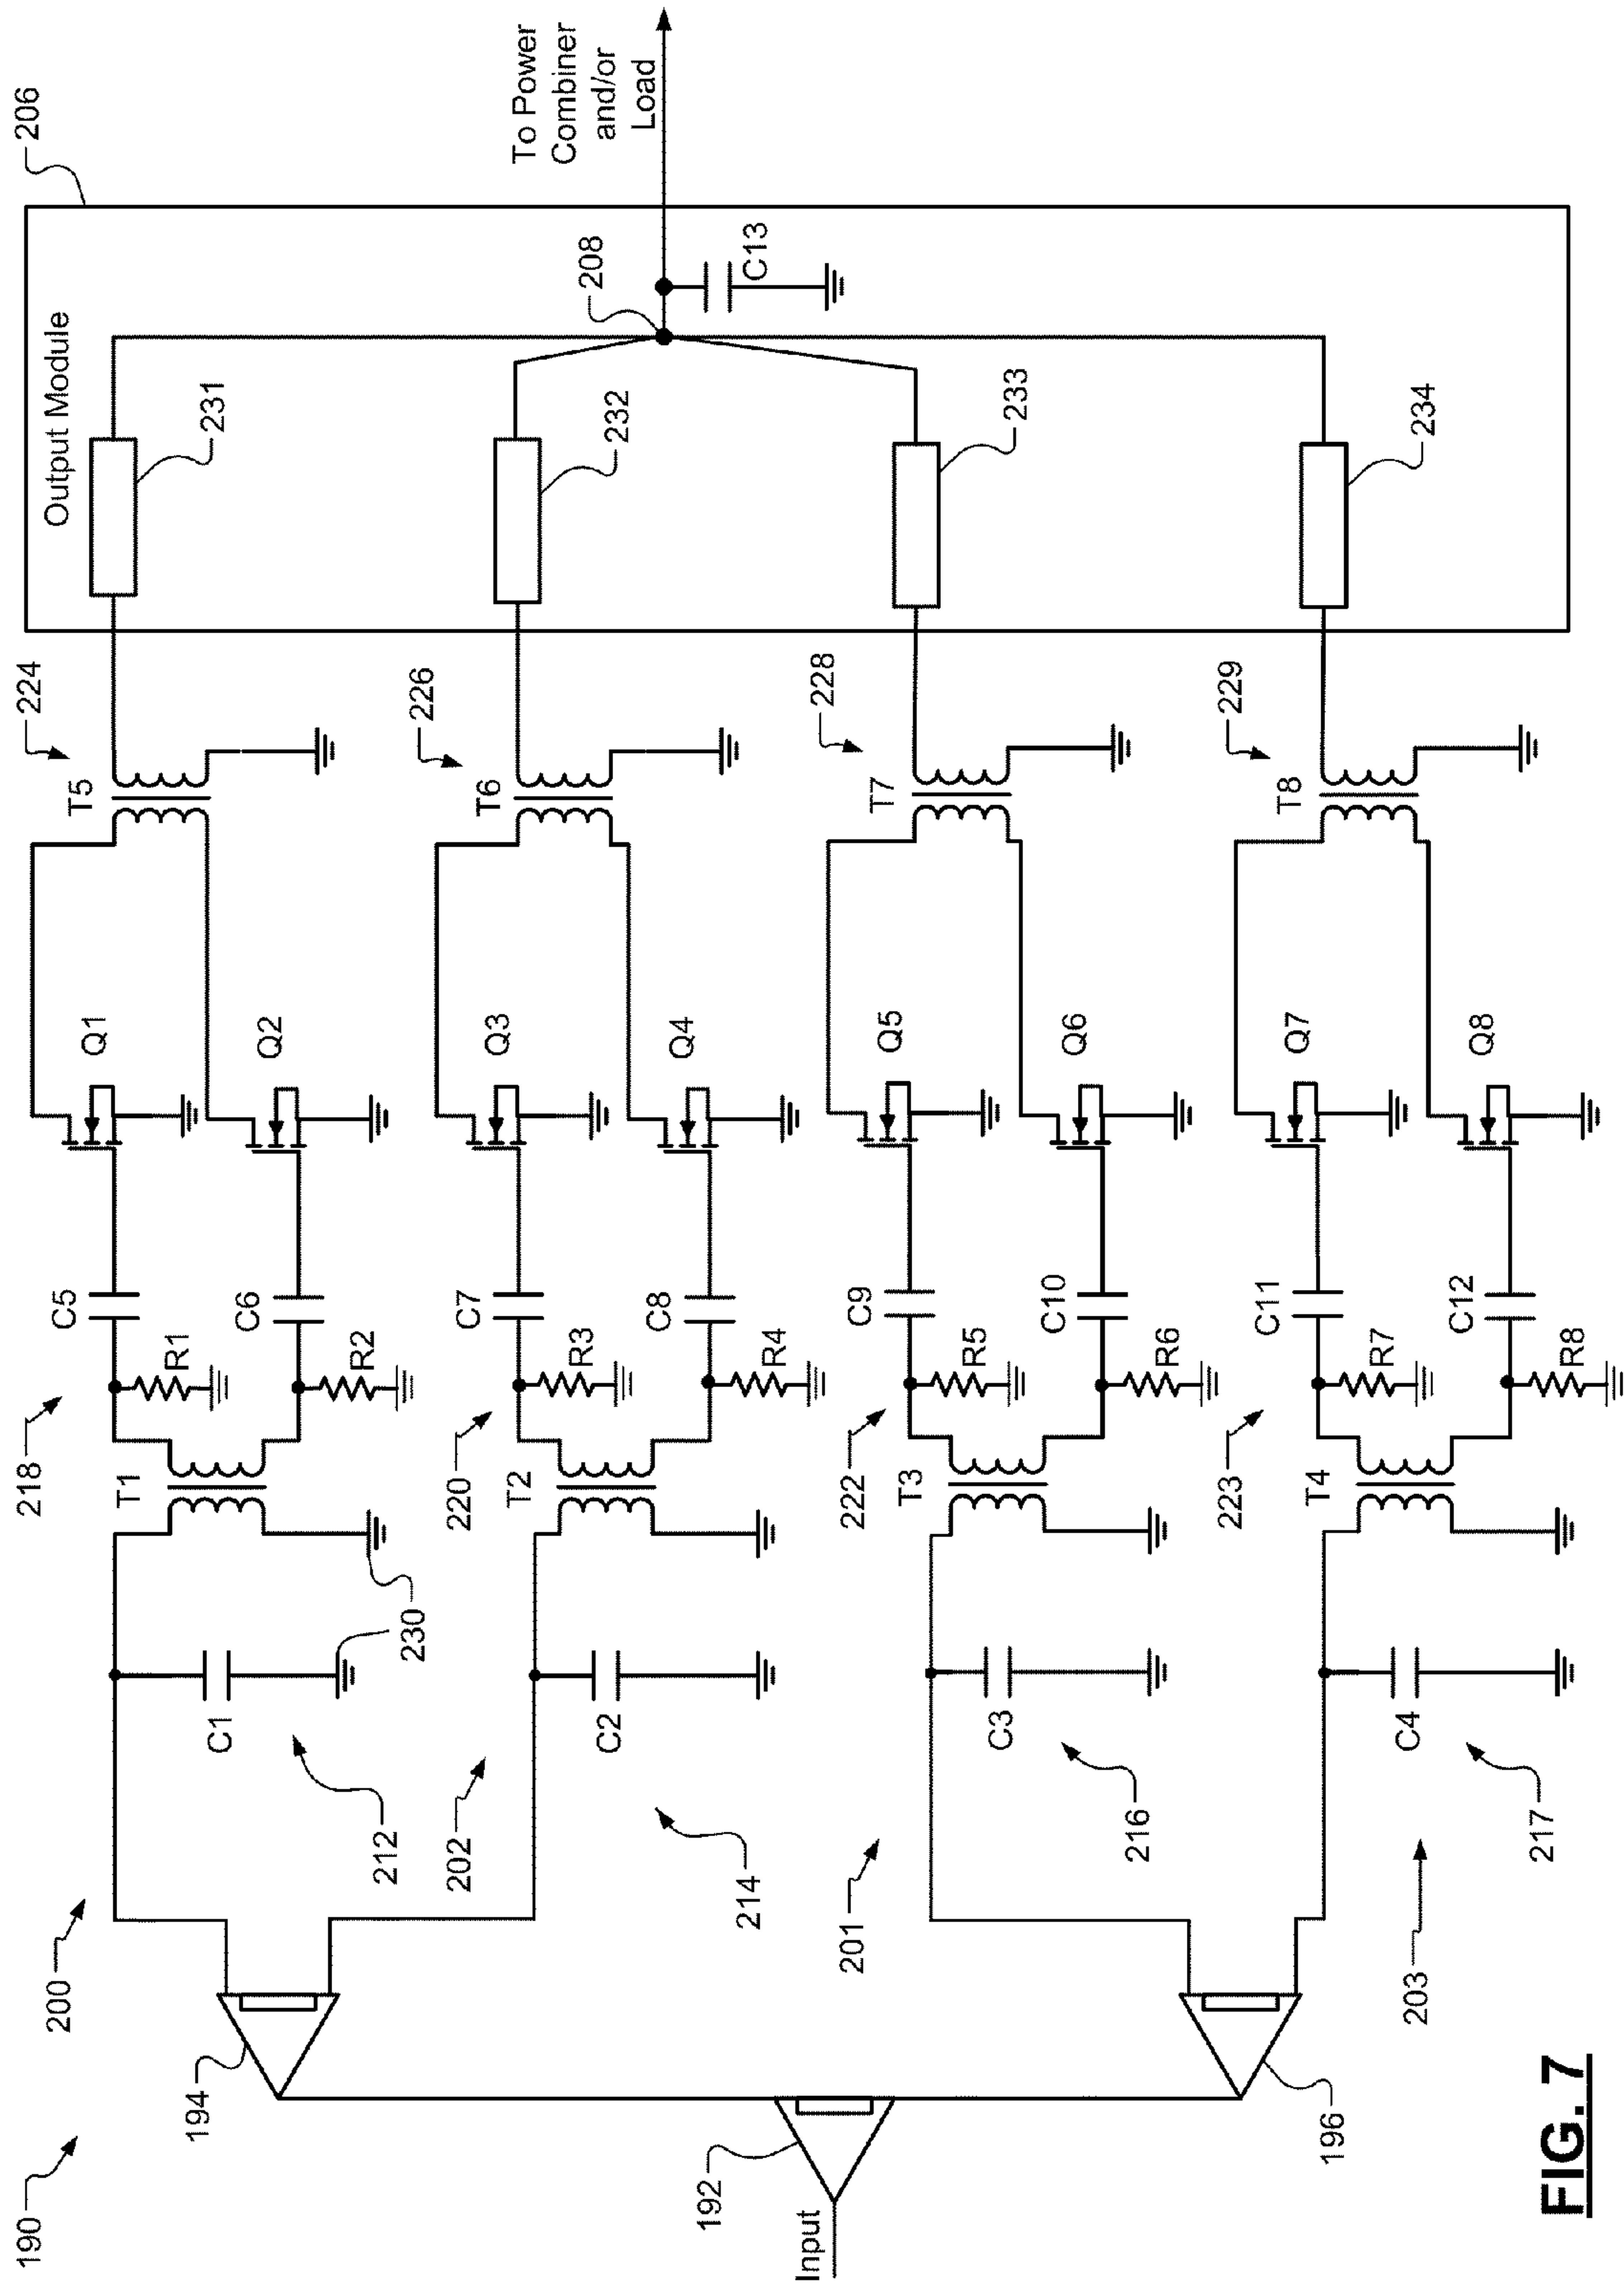 190
192
194
196
Input
200
202
201
203
212
214
216
217
C1
C2
C3
C4
230
218
220
222
223
T1
T2
T3
T4
R1
R2
R3
R4
R5
R6
R7
R8
C5
C6
C7
C8
C9
C10
C11
C12
Q1
Q2
Q3
Q4
Q5
Q6
Q7
Q8
224
226
228
229
T5
T6
T7
T8
Output Module
206
231
232
233
234
208
C13
To Power
Combiner
and/or
Load
FIG. 7